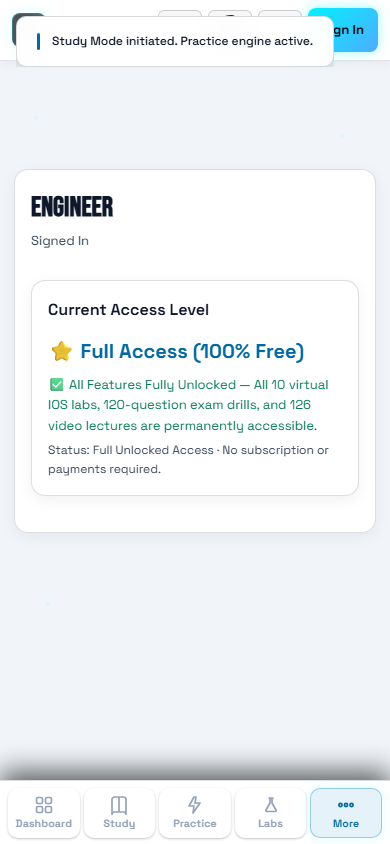 Study Mode initiated. Practice engine active.
gn In
ENGINEER
Signed In
Current Access Level
⭐ Full Access (100% Free)
✅ All Features Fully Unlocked — All 10 virtual
IOS labs, 120-question exam drills, and 126
video lectures are permanently accessible.
Status: Full Unlocked Access · No subscription or
payments required.
Dashboard
Study
Practice
Labs
More